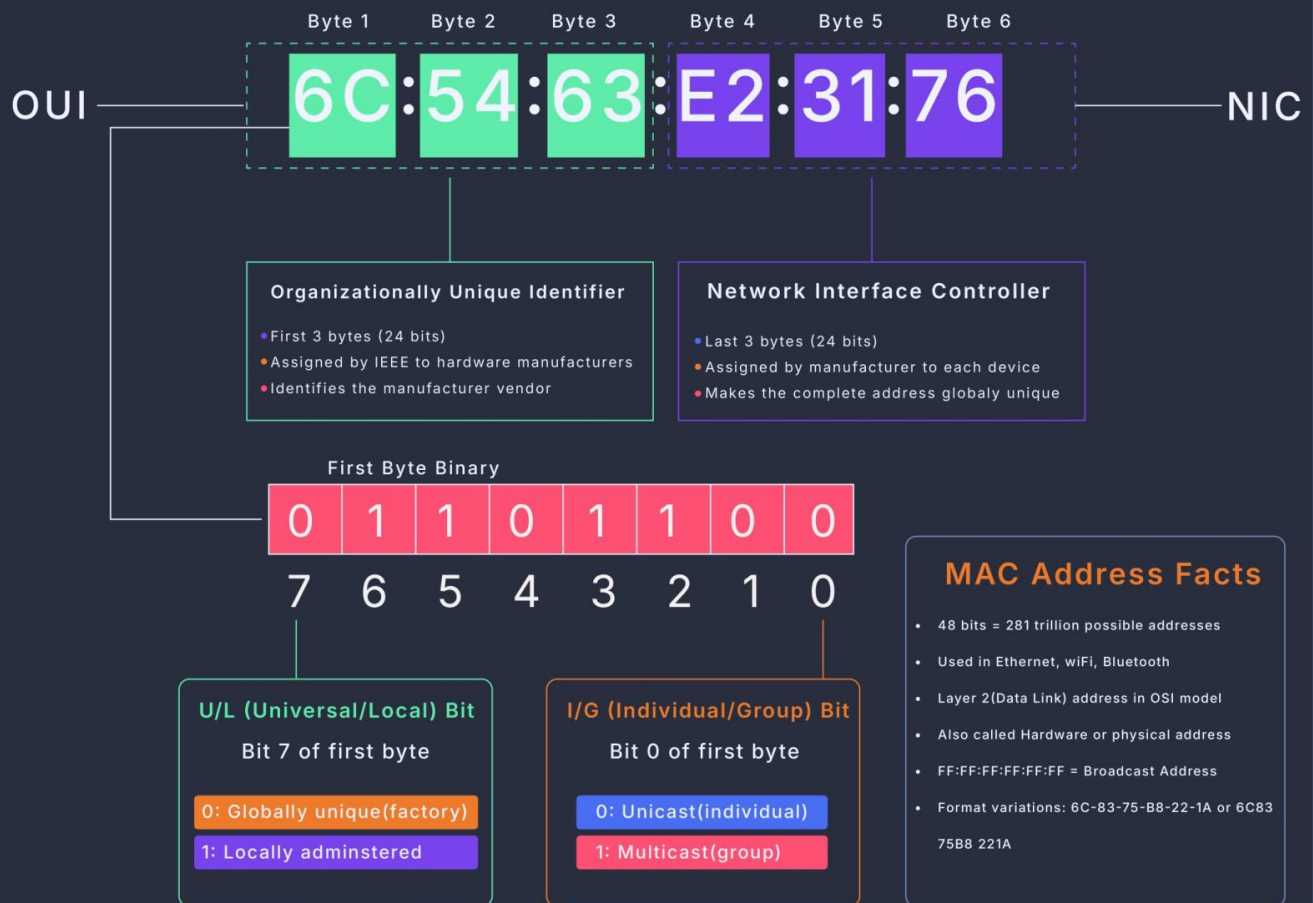 Byte 1 Byte 2 Byte 3 Byte 4 Byte 5 Byte 6
OUI 6C:54:63:E2:31:76 NIC
Organizationally Unique Identifier
First 3 bytes (24 bits)
Assigned by IEEE to hardware manufacturers
Identifies the manufacturer vendor
Network Interface Controller
Last 3 bytes (24 bits)
Assigned by manufacturer to each device
Makes the complete address globaly unique
First Byte Binary
0 1 1 0 1 1 0 0
7 6 5 4 3 2 1 0
U/L (Universal/Local) Bit
Bit 7 of first byte
0: Globally unique(factory)
1: Locally adminstered
I/G (Individual/Group) Bit
Bit 0 of first byte
0: Unicast(individual)
1: Multicast(group)
MAC Address Facts
• 48 bits = 281 trillion possible addresses
• Used in Ethernet, wiFi, Bluetooth
• Layer 2(Data Link) address in OSI model
• Also called Hardware or physical address
• FF:FF:FF:FF:FF:FF = Broadcast Address
• Format variations: 6C-83-75-B8-22-1A or 6C83
75B8 221A